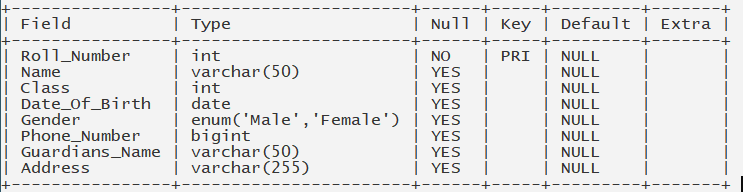 +---------------+-----------------------+------+-----+---------+-------+
| Field | Type | Null | Key | Default | Extra |
+---------------+-----------------------+------+-----+---------+-------+
| Roll_Number | int | NO | PRI | NULL | |
| Name | varchar(50) | YES | | NULL | |
| Class | int | YES | | NULL | |
| Date_Of_Birth | date | YES | | NULL | |
| Gender | enum('Male','Female') | YES | | NULL | |
| Phone_Number | bigint | YES | | NULL | |
| Guardians_Name | varchar(50) | YES | | NULL | |
| Address | varchar(255) | YES | | NULL | |
+---------------+-----------------------+------+-----+---------+-------+